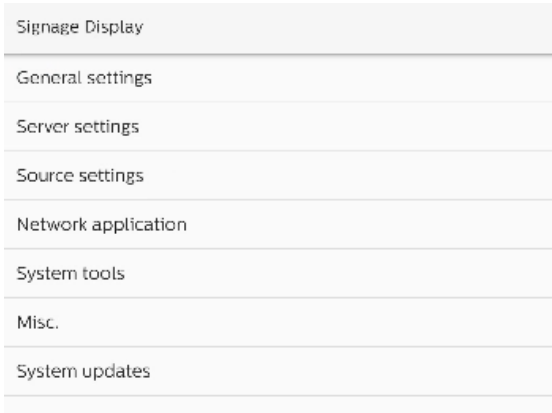 Signage Display
General settings
Server settings
Source settings
Network application
System tools
Misc.
System updates